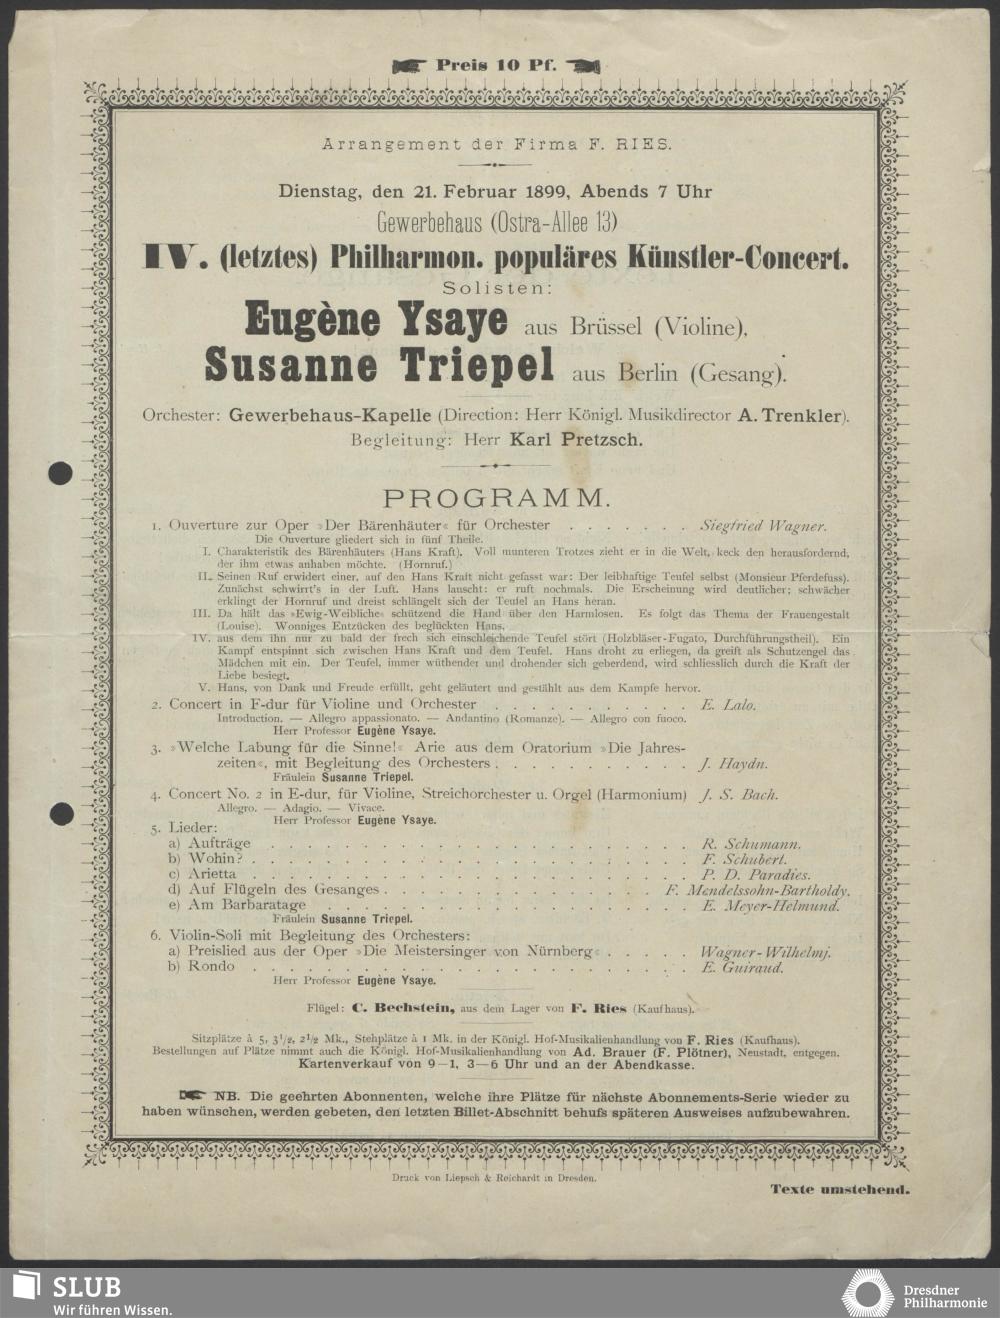 Preis 10 Pf.
Arrangement der Firma F. RIES.
Dienstag, den 21. Februar 1899, Abends 7 Uhr
Gewerbehaus (Ostra-Allee 13)
IV. (letztes) Philharmon. populäres Künstler-Concert.
Solisten:
Eugène Ysaye aus Brüssel (Violine),
Susanne Triepel aus Berlin (Gesang).
Orchester: Gewerbehaus-Kapelle (Direction: Herr Königl. Musikdirector A. Trenkler).
Begleitung: Herr Karl Pretzsch.
PROGRAMM.
1. Ouverture zur Oper »Der Bärenhäuter« für Orchester . . . . . . . Siegfried Wagner.
Die Ouverture gliedert sich in fünf Theile.
I. Charakteristik des Bärenhäuters (Hans Kraft). Voll munteren Trotzes zieht er in die Welt, keck den herausfordernd,
der ihm etwas anhaben möchte. (Hornruf.)
II. Seinen Ruf erwidert einer, auf den Hans Kraft nicht gefasst war: Der leibhaftige Teufel selbst (Monsieur Pferdefuss).
Zunächst schwirrt's in der Luft. Hans lauscht: er ruft nochmals. Die Erscheinung wird deutlicher; schwächer
erklingt der Hornruf und dreist schlängelt sich der Teufel an Hans heran.
III. Da hält das »Ewig-Weibliche« schützend die Hand über den Harmlosen. Es folgt das Thema der Frauengestalt
(Louise). Wonniges Entzücken des beglückten Hans,
IV. aus dem ihn nur zu bald der frech sich einschleichende Teufel stört (Holzbläser-Fugato, Durchführungstheil). Ein
Kampf entspinnt sich zwischen Hans Kraft und dem Teufel. Hans droht zu erliegen, da greift als Schutzengel das
Mädchen mit ein. Der Teufel, immer wüthender und drohender sich geberdend, wird schliesslich durch die Kraft der
Liebe besiegt.
V. Hans, von Dank und Freude erfüllt, geht geläutert und gestählt aus dem Kampfe hervor.
2. Concert in F-dur für Violine und Orchester . . . . . . . . . . . E. Lalo.
Introduction. — Allegro appassionato. — Andantino (Romanze). — Allegro con fuoco.
Herr Professor Eugène Ysaye.
3. »Welche Labung für die Sinne!« Arie aus dem Oratorium »Die Jahres-
zeiten«, mit Begleitung des Orchesters . . . . . . . . . . . J. Haydn.
Fräulein Susanne Triepel.
4. Concert No. 2 in E-dur, für Violine, Streichorchester u. Orgel (Harmonium) J. S. Bach.
Allegro. — Adagio. — Vivace.
Herr Professor Eugène Ysaye.
5. Lieder:
a) Aufträge . . . . . . . . . . . . . . . . . . . . R. Schumann.
b) Wohin? . . . . . . . . . . . . . . . . . . . . . F. Schubert.
c) Arietta . . . . . . . . . . . . . . . . . . . . . P. D. Paradies.
d) Auf Flügeln des Gesanges . . . . . . . . . . . . . F. Mendelssohn-Bartholdy.
e) Am Barbaratage . . . . . . . . . . . . . . . . . E. Meyer-Helmund.
Fräulein Susanne Triepel.
6. Violin-Soli mit Begleitung des Orchesters:
a) Preislied aus der Oper »Die Meistersinger von Nürnberg« . . . . . Wagner-Wilhelmj.
b) Rondo . . . . . . . . . . . . . . . . . . . . . E. Guiraud.
Herr Professor Eugène Ysaye.
Flügel: C. Bechstein, aus dem Lager von F. Ries (Kaufhaus).
Sitzplätze à 5, 3 1/2, 2 1/2 Mk., Stehplätze à 1 Mk. in der Königl. Hof-Musikalienhandlung von F. Ries (Kaufhaus).
Bestellungen auf Plätze nimmt auch die Königl. Hof-Musikalienhandlung von Ad. Brauer (F. Plötner), Neustadt, entgegen.
Kartenverkauf von 9—1, 3—6 Uhr und an der Abendkasse.
NB. Die geehrten Abonnenten, welche ihre Plätze für nächste Abonnements-Serie wieder zu
haben wünschen, werden gebeten, den letzten Billet-Abschnitt behufs späteren Ausweises aufzubewahren.
Druck von Liepsch & Reichardt in Dresden.
Texte umstehend.
SLUB
Wir führen Wissen.
Dresdner
Philharmonie